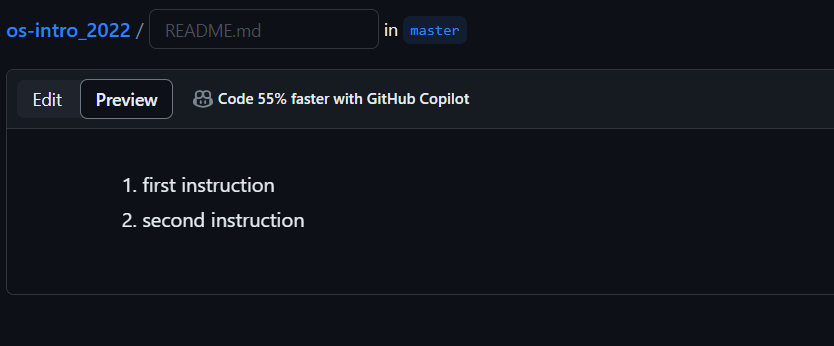 os-intro_2022 / README.md in master
Edit Preview Code 55% faster with GitHub Copilot
1. first instruction
2. second instruction